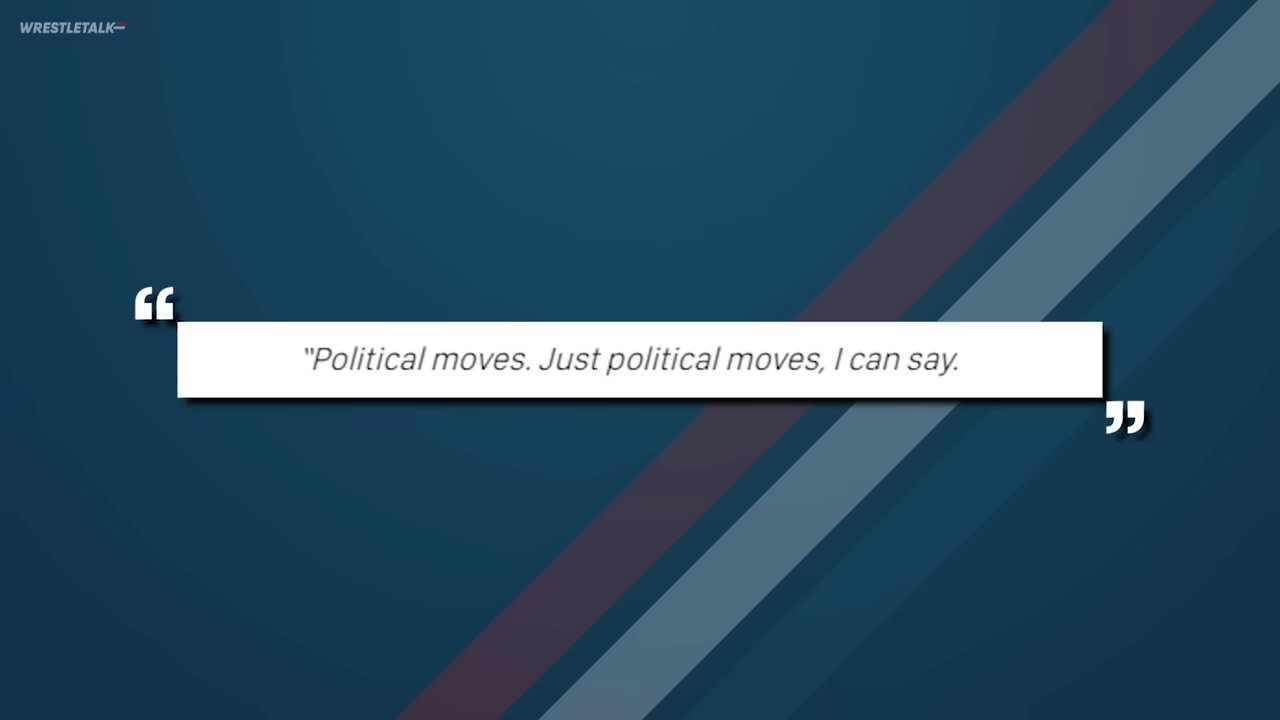 WRESTLETALK
“
"Political moves. Just political moves, I can say.
”